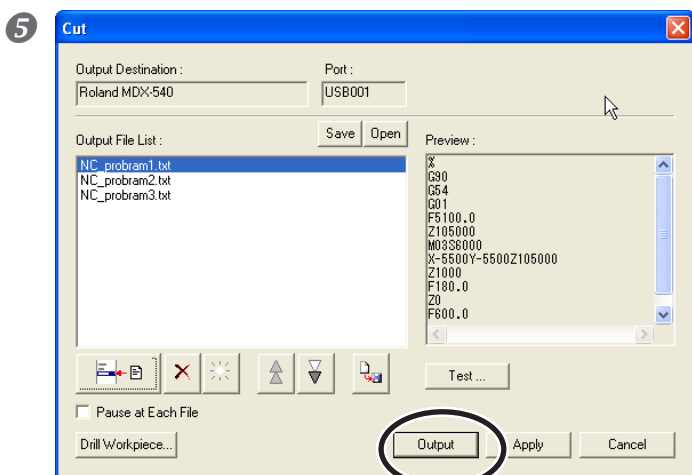 5
Cut
Output Destination :
Port :
Roland MDX-540
USB001
Output File List :
Save
Open
Preview :
NC_probram1.txt
NC_probram2.txt
NC_probram3.txt
%
G90
G54
G01
F5100.0
Z105000
M03S6000
X-5500Y-5500Z105000
Z1000
F180.0
Z0
F600.0
Test ...
Pause at Each File
Drill Workpiece...
Output
Apply
Cancel